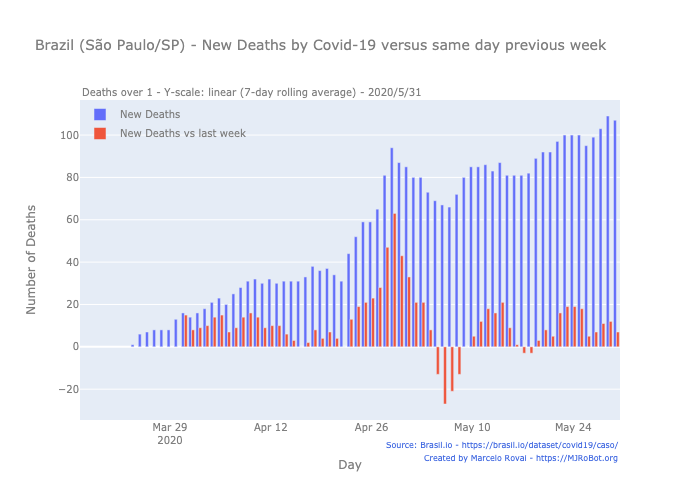 Brazil (São Paulo/SP) - New Deaths by Covid-19 versus same day previous week
Deaths over 1 - Y-scale: linear (7-day rolling average) - 2020/5/31
New Deaths
New Deaths vs last week
100
80
60
40
20
0
−20
Number of Deaths
Mar 29
2020
Apr 12
Apr 26
May 10
May 24
Day
Source: Brasil.io - https://brasil.io/dataset/covid19/caso/
Created by Marcelo Rovai - https://MJRoBot.org